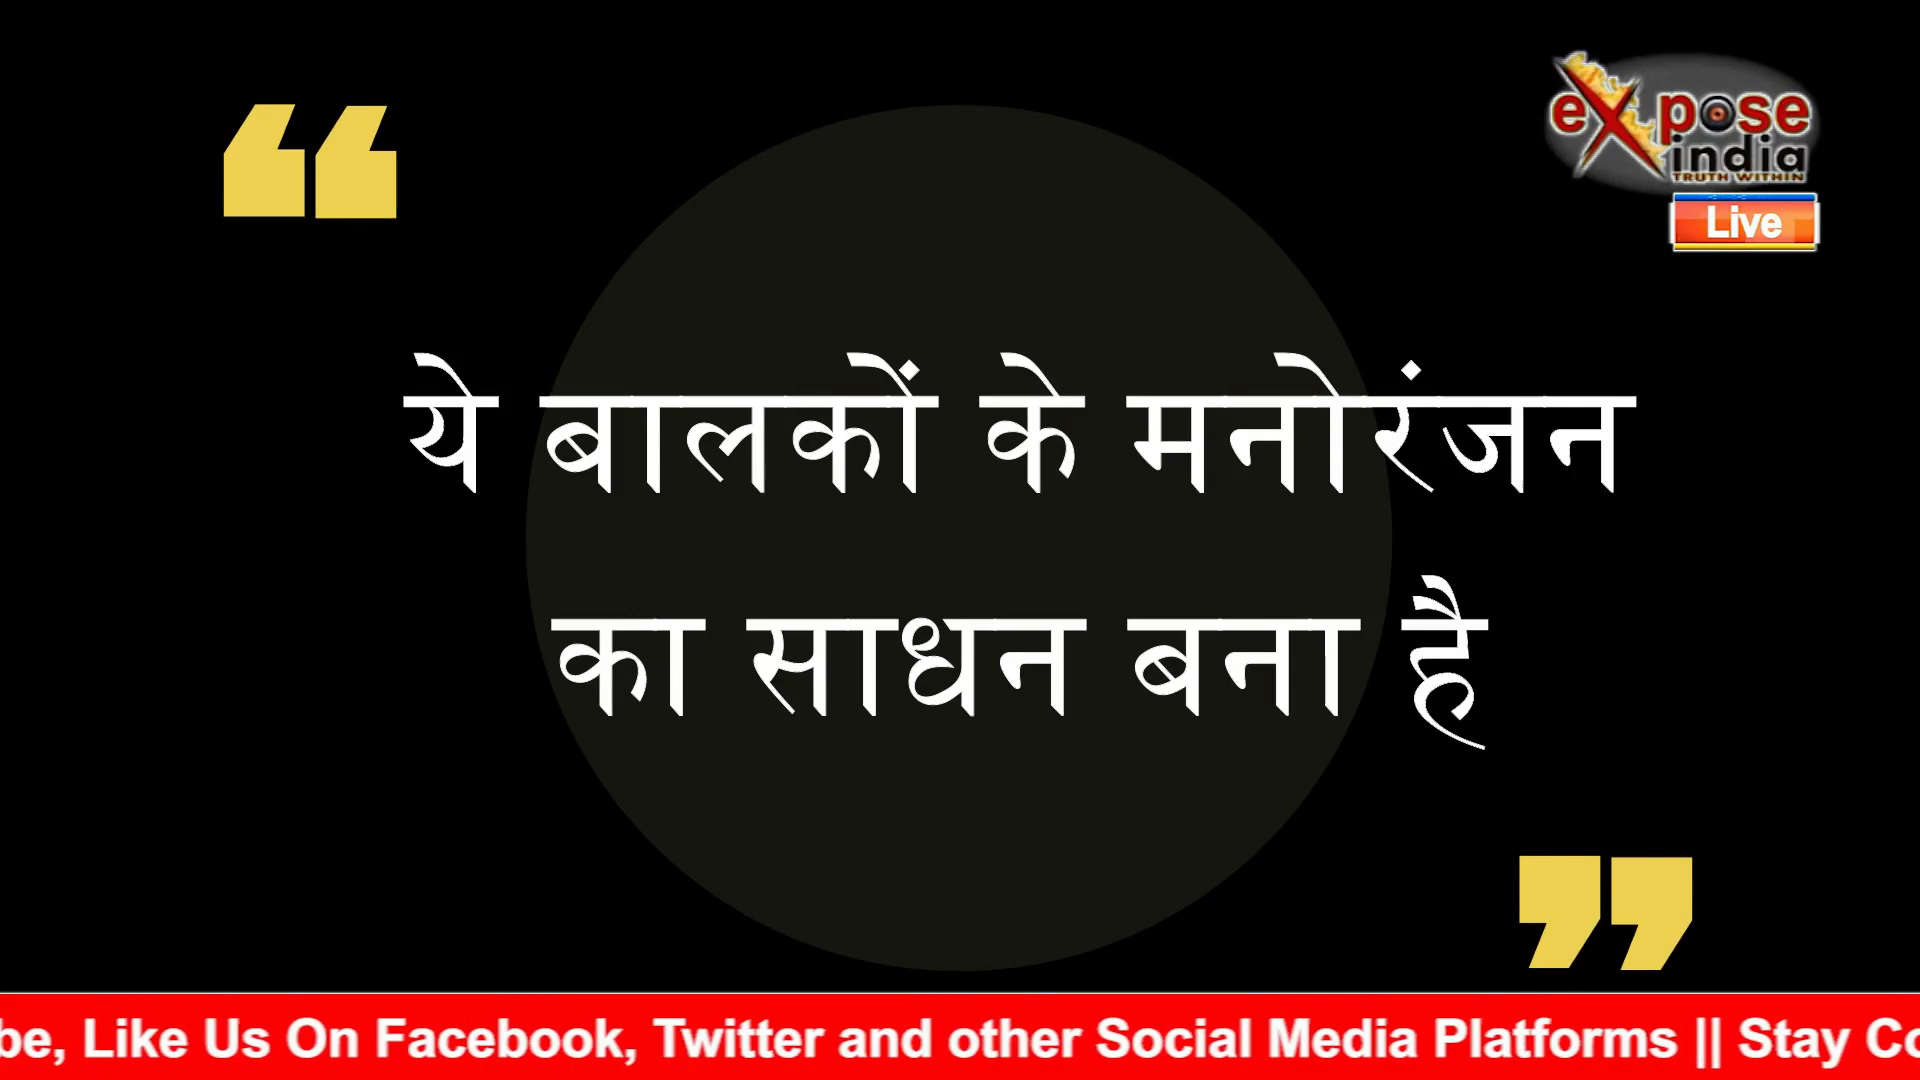 expose
india
TRUTH WITHIN
Live
ये बालकों के मनोरंजन
का साधन बना है
be, Like Us On Facebook, Twitter and other Social Media Platforms || Stay Co